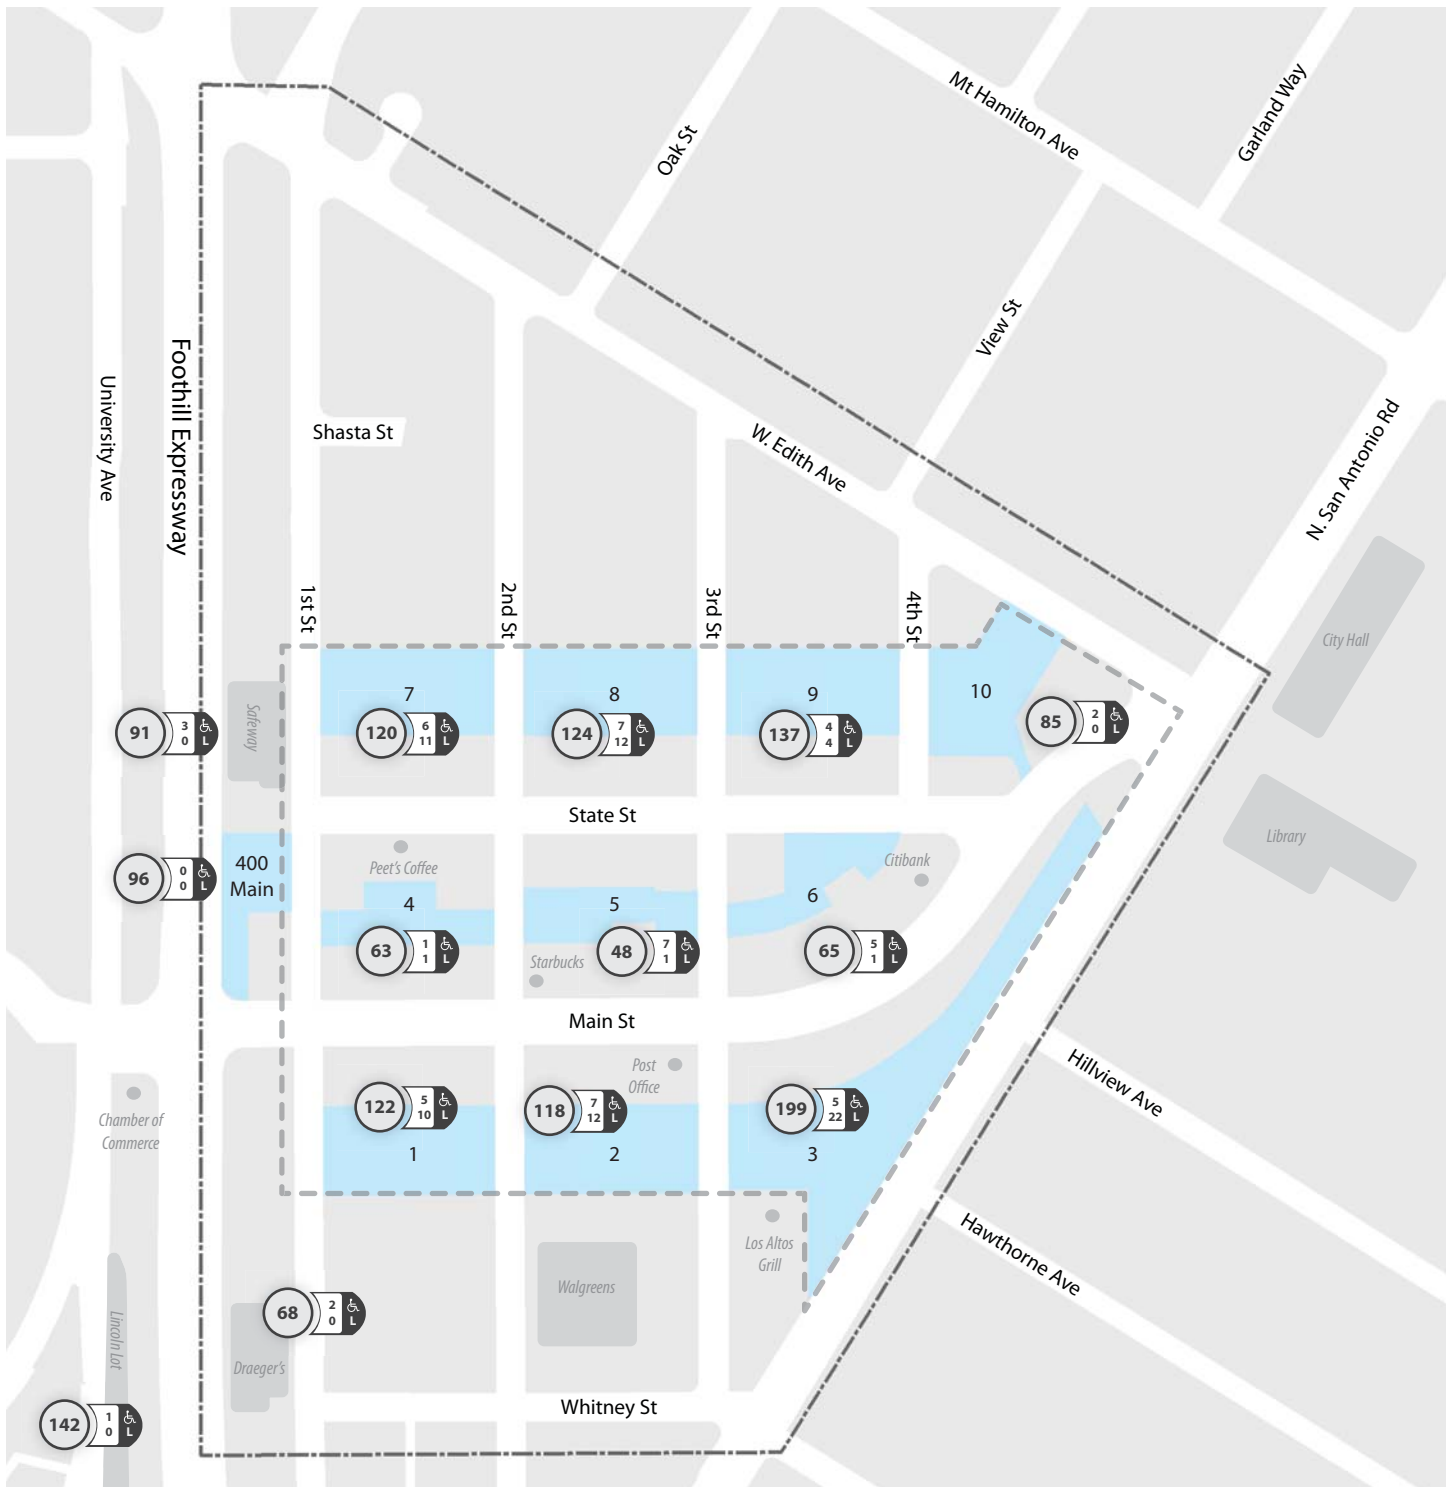 Mt Hamilton Ave
Garland Way
Oak St
View St
Foothill Expressway
University Ave
Shasta St
W. Edith Ave
N. San Antonio Rd
1st St
2nd St
3rd St
4th St
City Hall
Safeway
7
8
9
10
91
3
0
L
120
6
11
L
124
7
12
L
137
4
4
L
85
2
0
L
State St
Library
400
Main
96
0
0
L
Peet's Coffee
Citibank
4
5
6
63
1
1
L
Starbucks
48
7
1
L
65
5
1
L
Main St
Post
Office
Hillview Ave
Chamber of
Commerce
122
5
10
L
118
7
12
L
199
5
22
L
1
2
3
Los Altos
Grill
Hawthorne Ave
Walgreens
68
2
0
L
Lincoln Lot
Draeger's
Whitney St
142
1
0
L